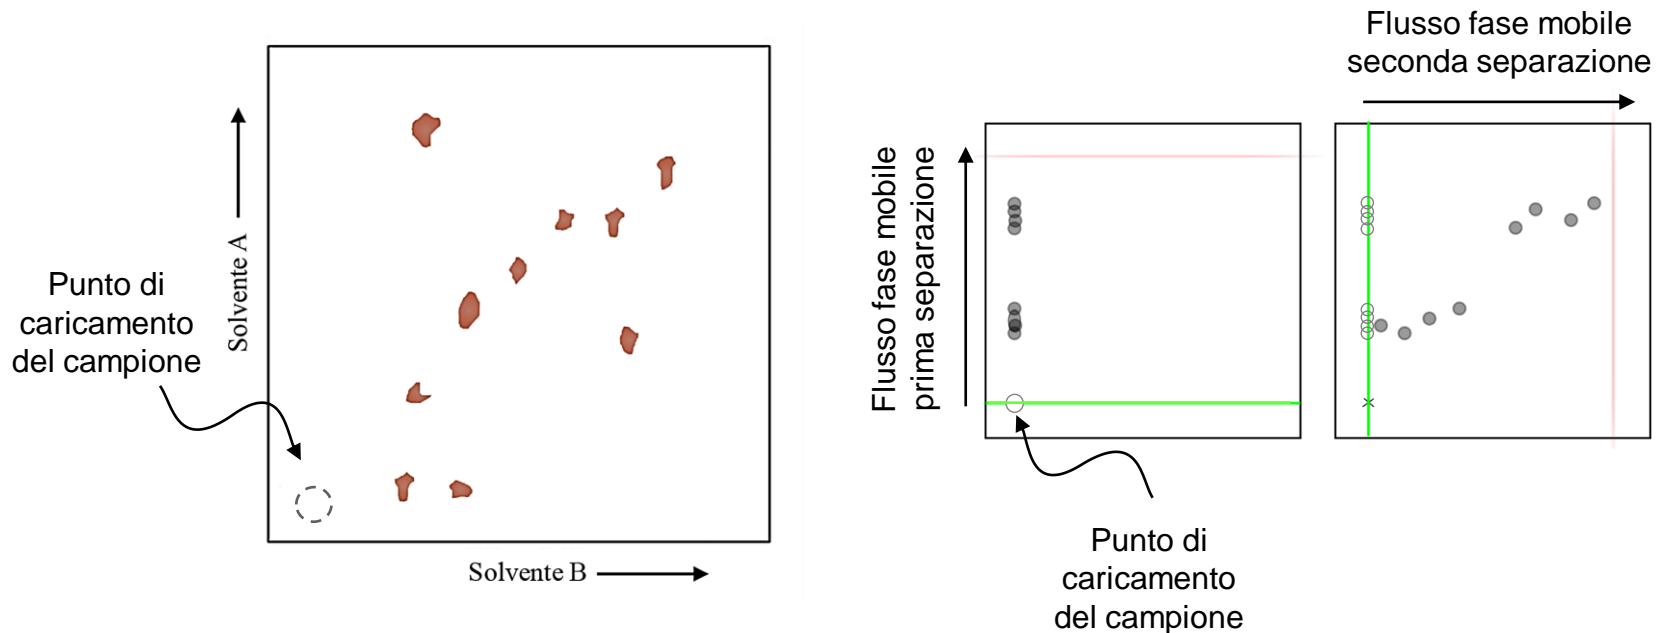 Punto di
caricamento
del campione
Solvente A
Solvente B
Flusso fase mobile
prima separazione
Flusso fase mobile
seconda separazione
Punto di
caricamento
del campione